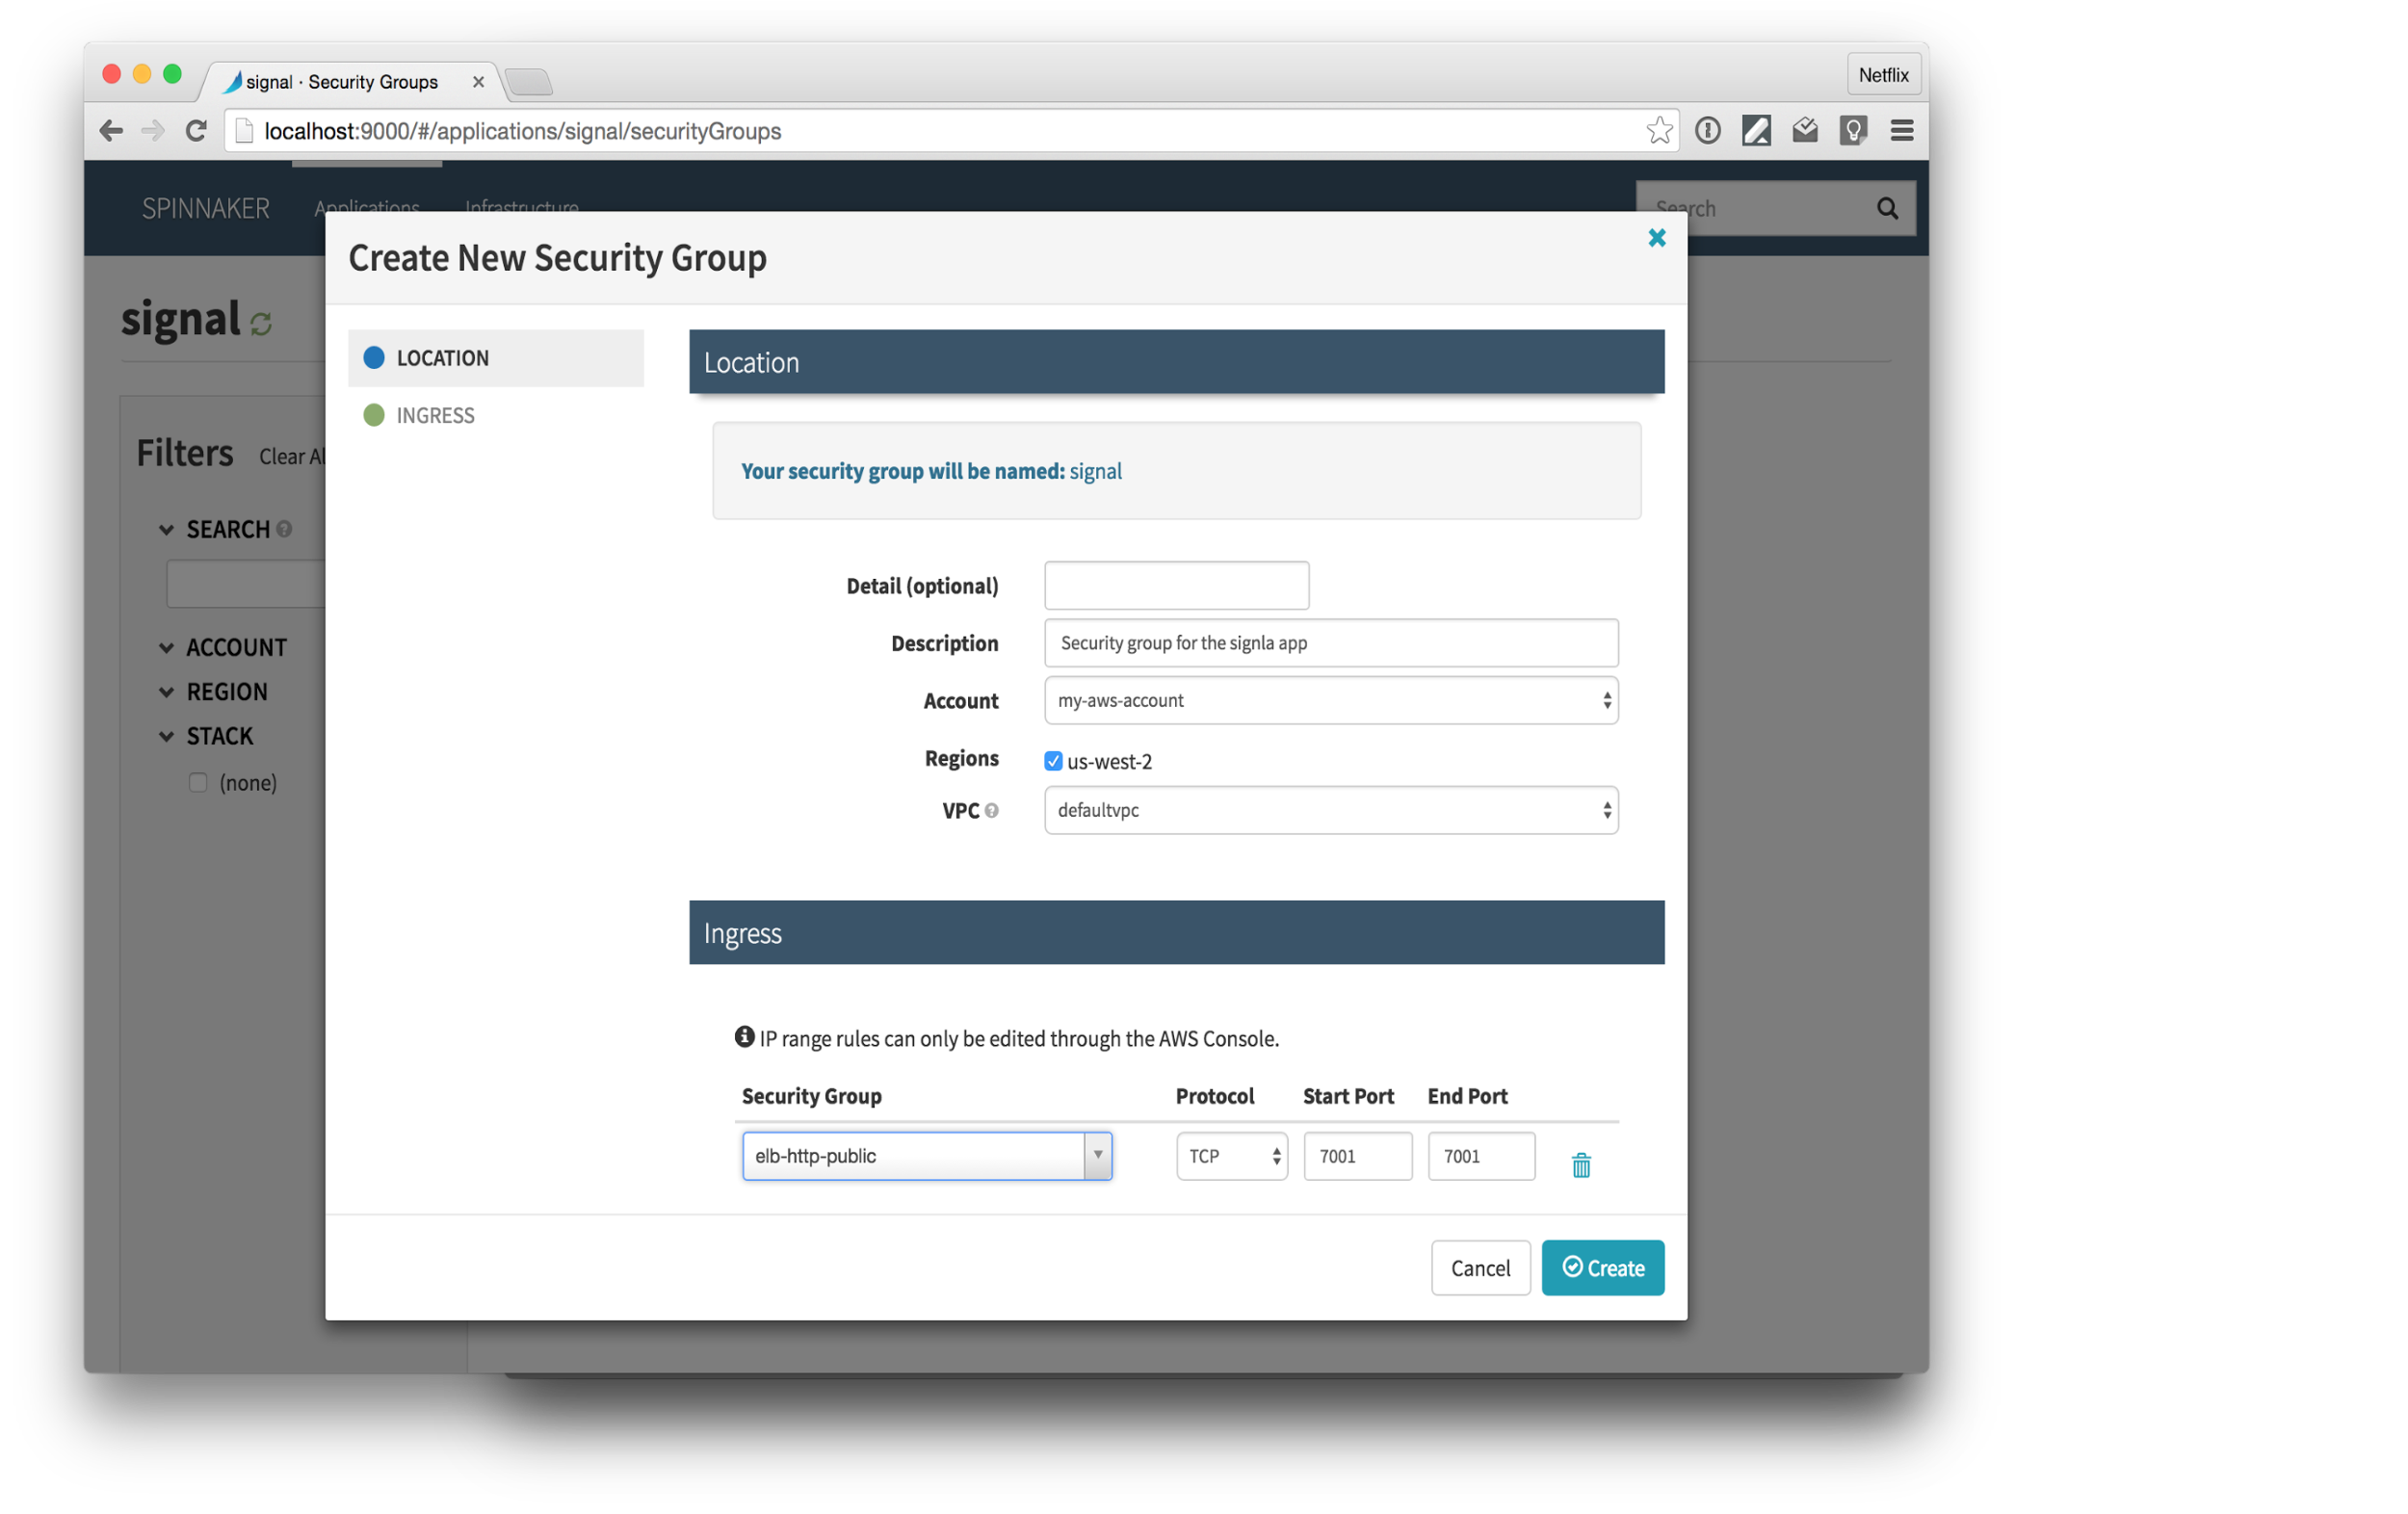 signal · Security Groups
Netflix
localhost:9000/#/applications/signal/securityGroups
SPINNAKER Applications Infrastructure Search
Create New Security Group
signal
LOCATION
INGRESS
Location
Filters Clear Al
Your security group will be named: signal
SEARCH
Detail (optional)
Description Security group for the signla app
ACCOUNT
Account my-aws-account
REGION
STACK
Regions us-west-2
(none)
VPC defaultvpc
Ingress
IP range rules can only be edited through the AWS Console.
Security Group Protocol Start Port End Port
elb-http-public TCP 7001 7001
Cancel Create